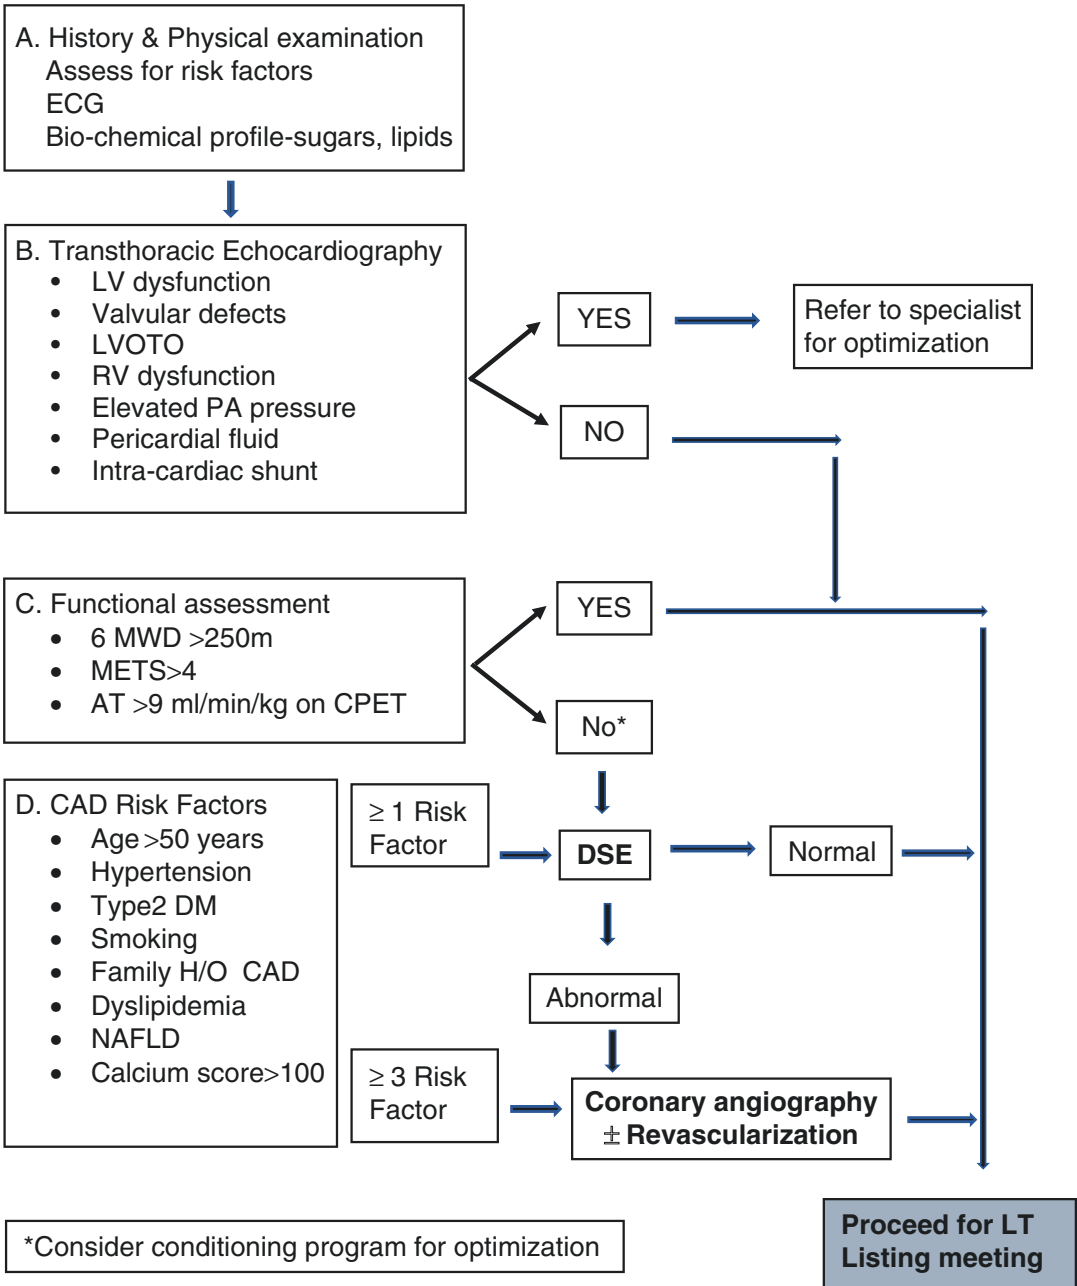 A. History & Physical examination
Assess for risk factors
ECG
Bio-chemical profile-sugars, lipids
B. Transthoracic Echocardiography
• LV dysfunction
• Valvular defects
• LVOTO
• RV dysfunction
• Elevated PA pressure
• Pericardial fluid
• Intra-cardiac shunt
YES
Refer to specialist
for optimization
NO
C. Functional assessment
• 6 MWD >250m
• METS>4
• AT >9 ml/min/kg on CPET
YES
No*
D. CAD Risk Factors
• Age >50 years
• Hypertension
• Type2 DM
• Smoking
• Family H/O CAD
• Dyslipidemia
• NAFLD
• Calcium score>100
≥ 1 Risk
Factor
DSE
Normal
Abnormal
≥ 3 Risk
Factor
Coronary angiography
± Revascularization
*Consider conditioning program for optimization
Proceed for LT
Listing meeting